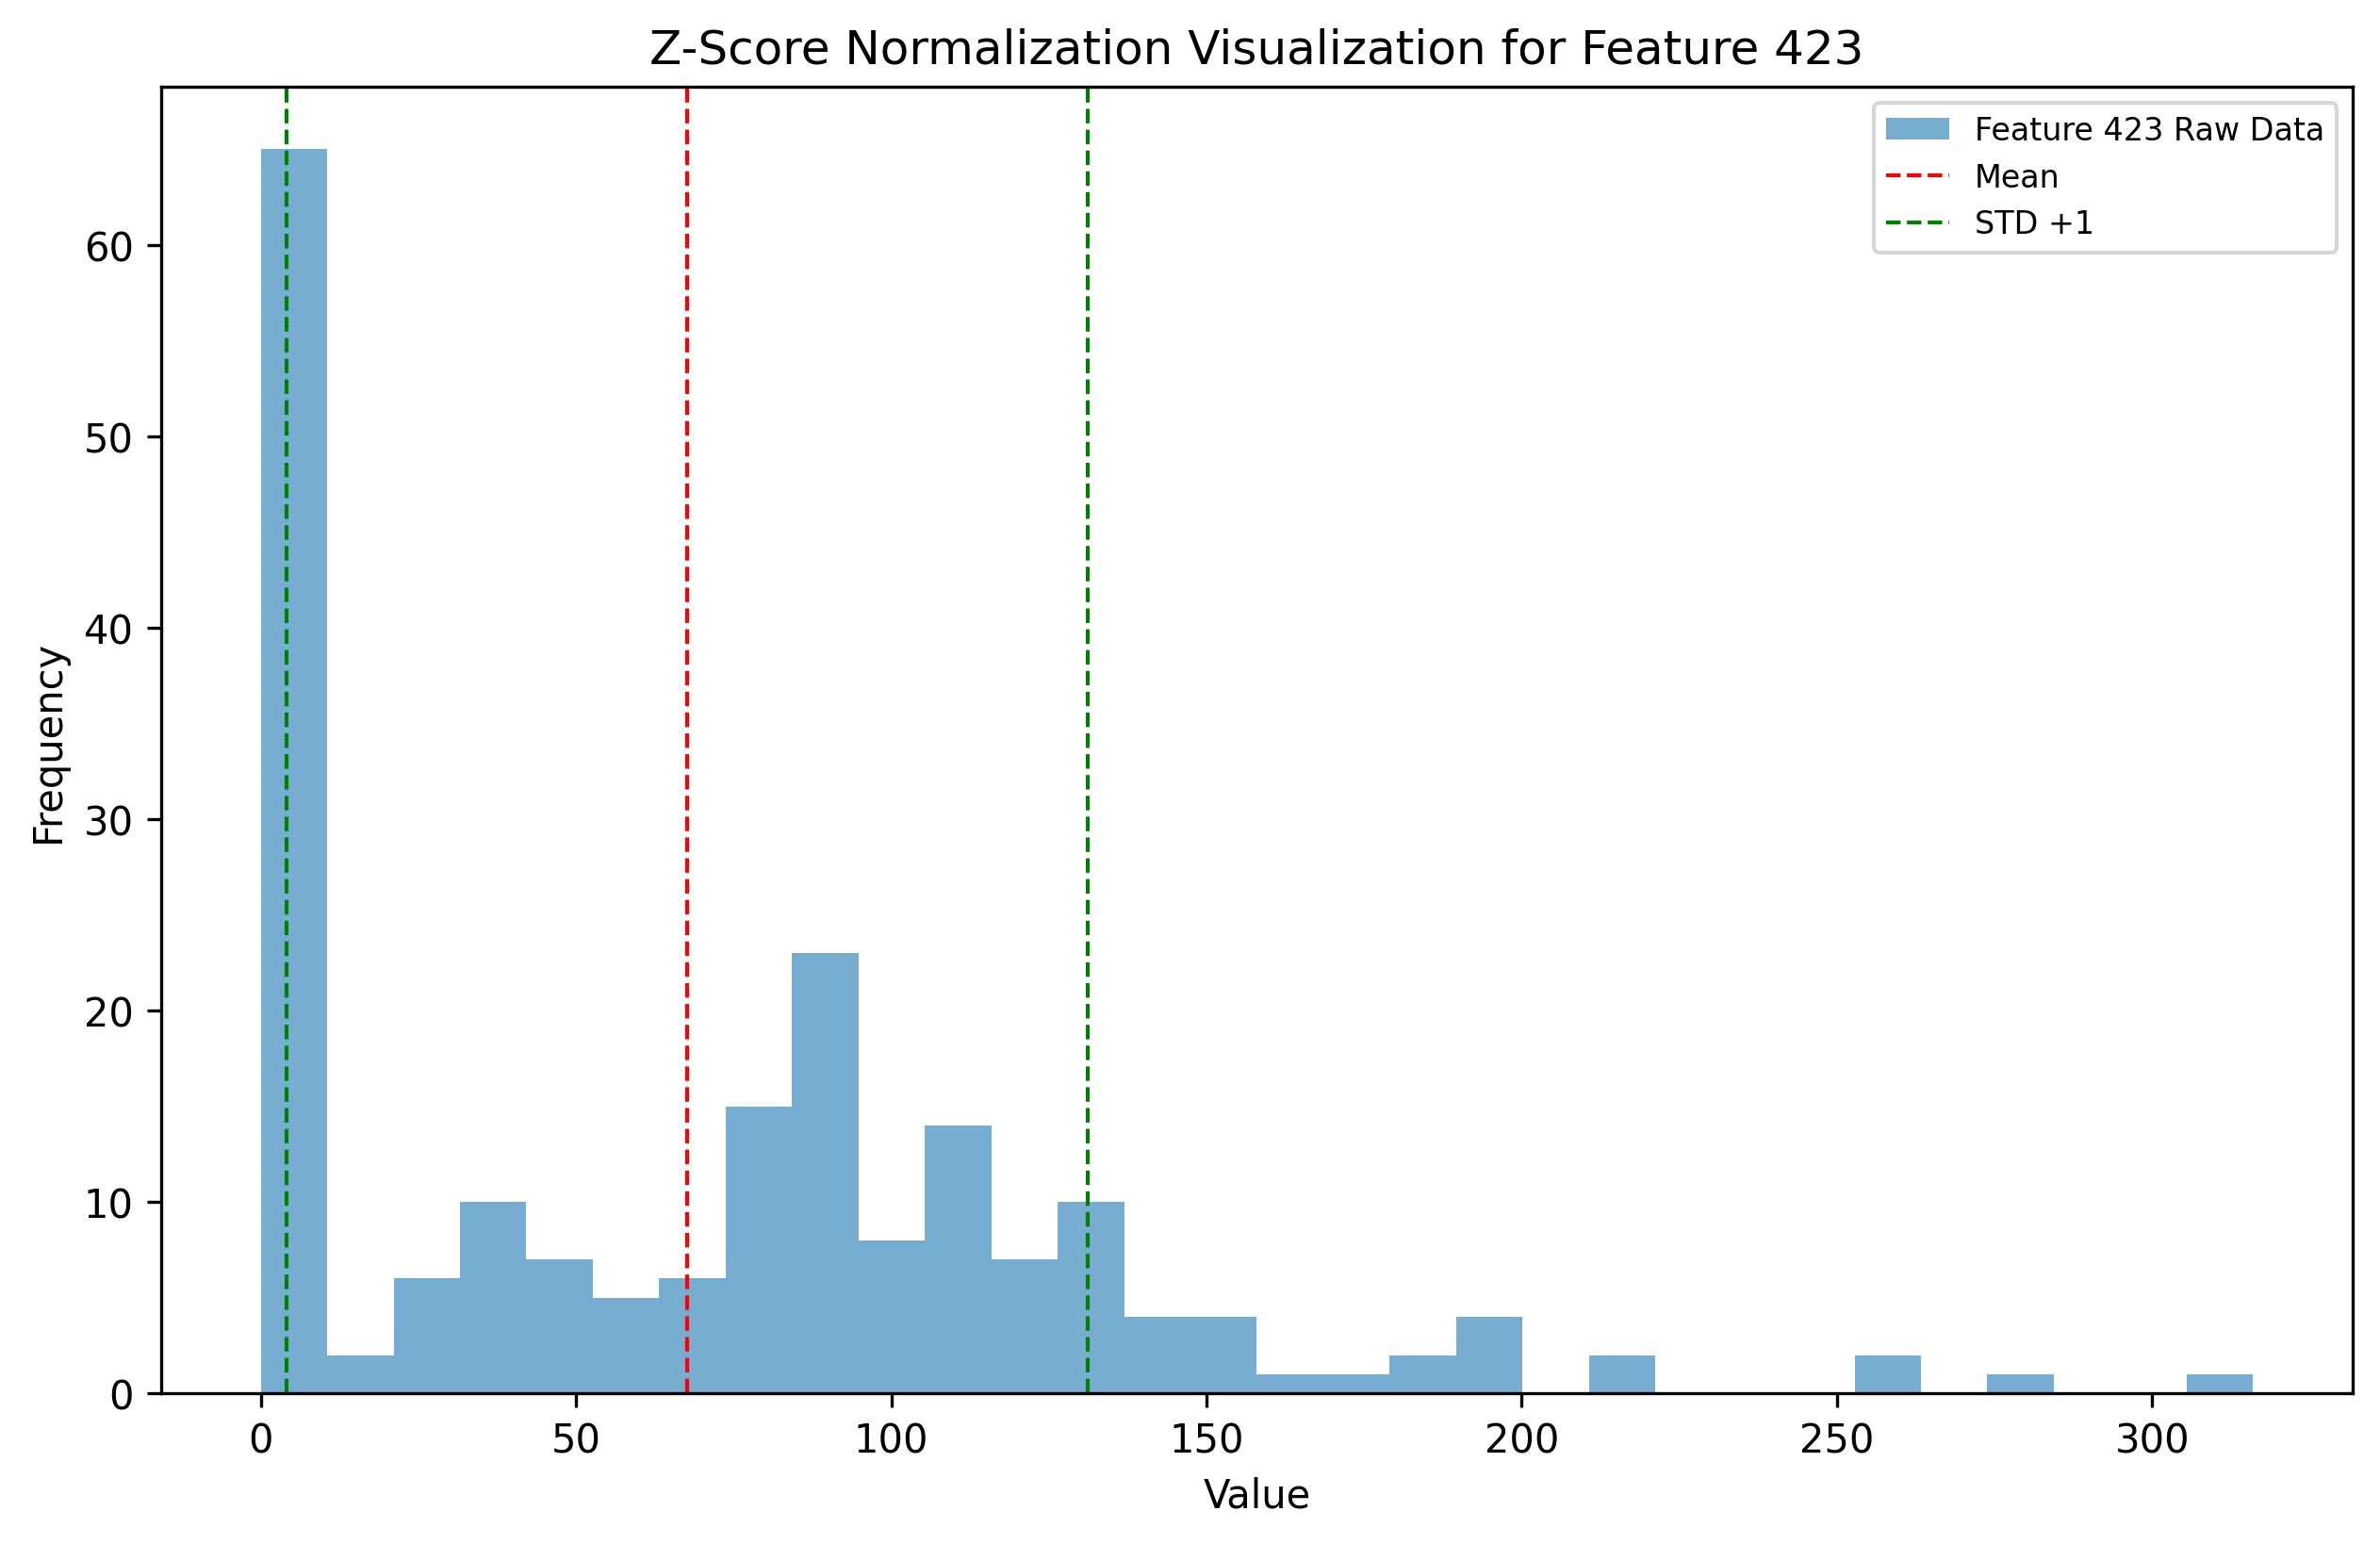 Z-Score Normalization Visualization for Feature 423
Feature 423 Raw Data
Mean
STD +1
Frequency
60
50
40
30
20
10
0
0 50 100 150 200 250 300
Value